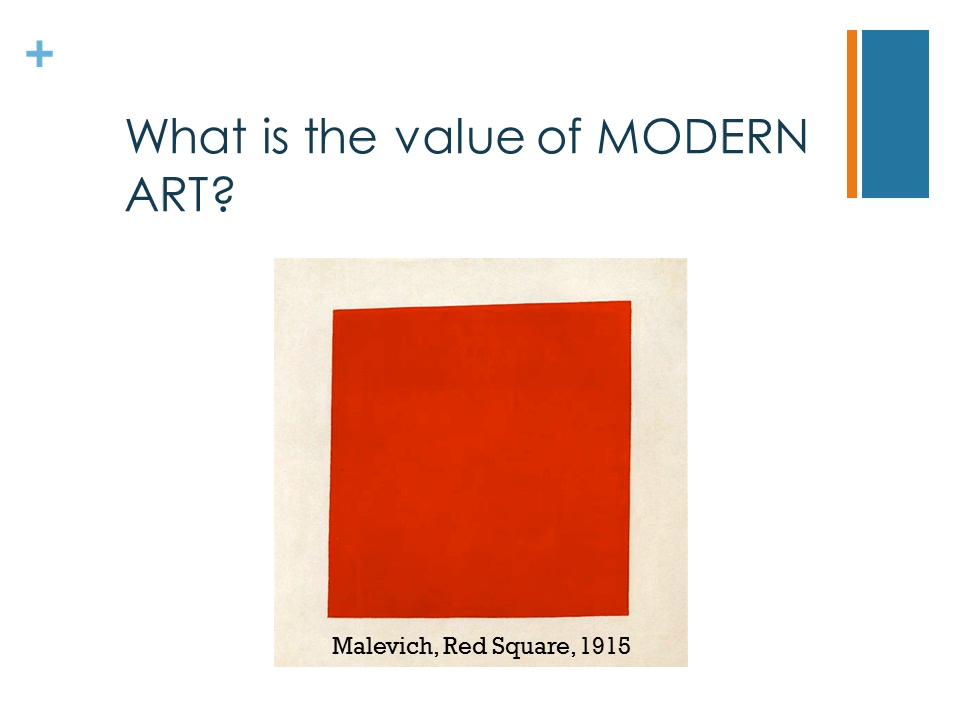 +
What is the value of MODERN
ART?
Malevich, Red Square, 1915